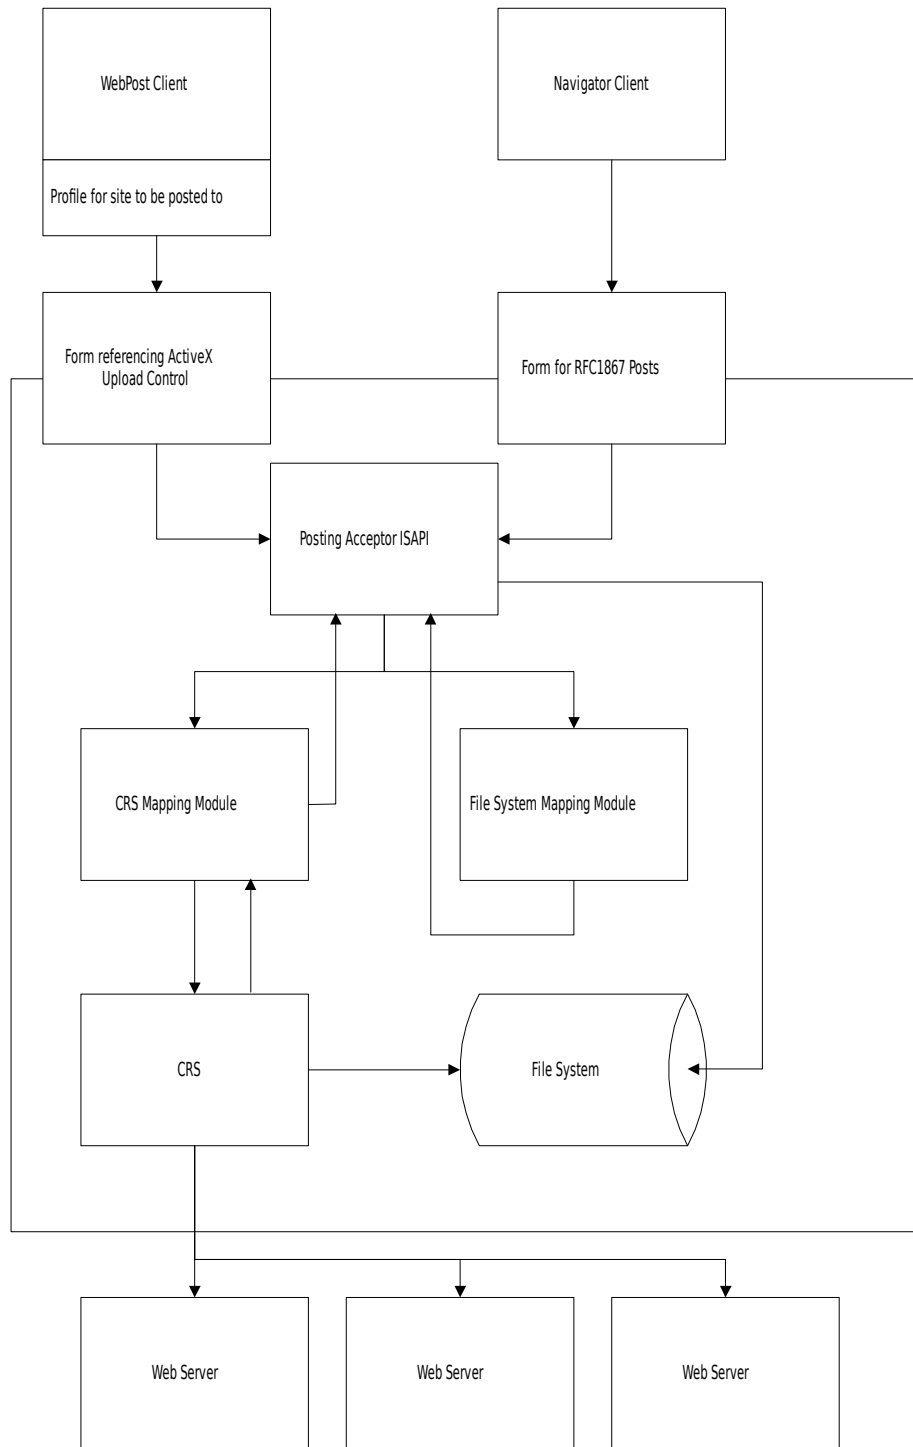 WebPost Client
Navigator Client
Profile for site to be posted to
Form referencing ActiveX
Upload Control
Form for RFC1867 Posts
Posting Acceptor ISAPI
CRS Mapping Module
File System Mapping Module
CRS
File System
Web Server
Web Server
Web Server